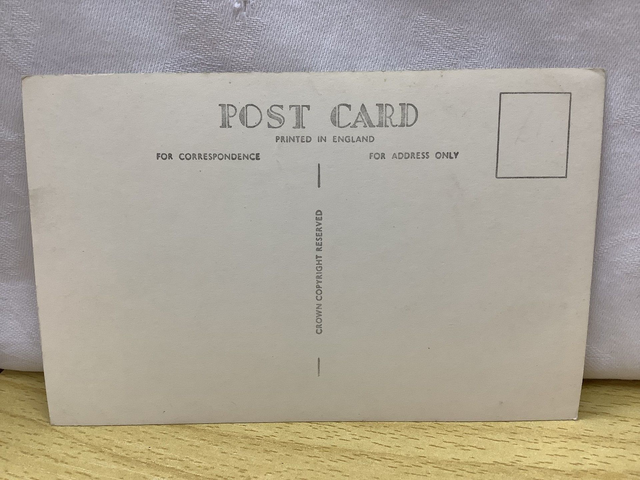 POST CARD
PRINTED IN ENGLAND
FOR CORRESPONDENCE
FOR ADDRESS ONLY
CROWN COPYRIGHT RESERVED